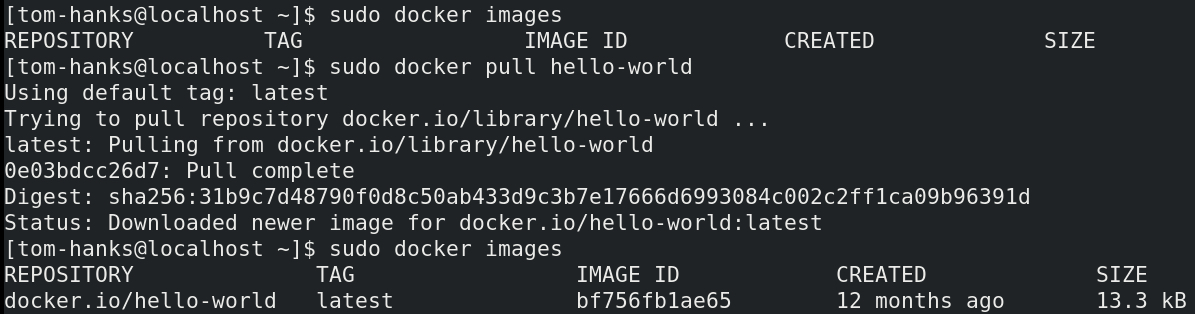 [tom-hanks@localhost ~]$ sudo docker images
REPOSITORY          TAG                 IMAGE ID            CREATED             SIZE
[tom-hanks@localhost ~]$ sudo docker pull hello-world
Using default tag: latest
Trying to pull repository docker.io/library/hello-world ...
latest: Pulling from docker.io/library/hello-world
0e03bdcc26d7: Pull complete
Digest: sha256:31b9c7d48790f0d8c50ab433d9c3b7e17666d6993084c002c2ff1ca09b96391d
Status: Downloaded newer image for docker.io/hello-world:latest
[tom-hanks@localhost ~]$ sudo docker images
REPOSITORY              TAG                 IMAGE ID            CREATED             SIZE
docker.io/hello-world   latest              bf756fb1ae65        12 months ago       13.3 kB